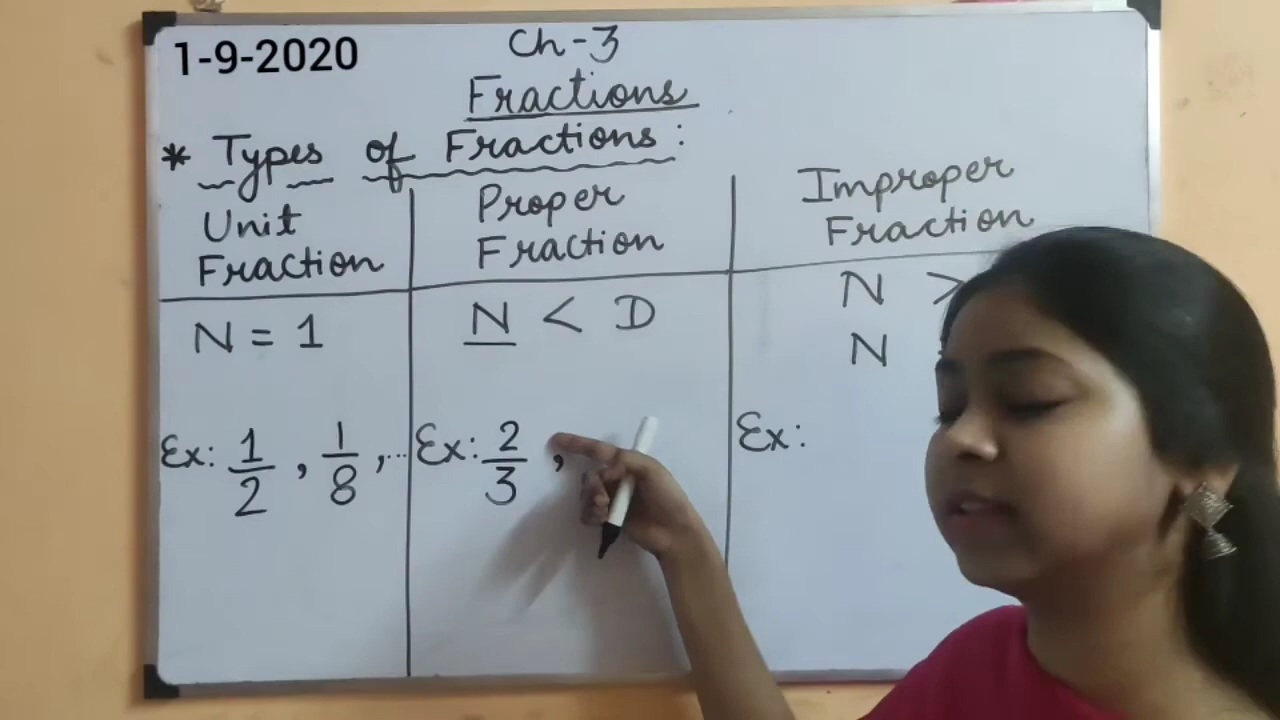 1-9-2020
Ch-3
Fractions
* Types of Fractions:
Unit Fraction
N = 1
Ex: 1/2, 1/8, ...
Proper Fraction
N < D
Ex: 2/3,
Improper Fraction
N >
N
Ex: